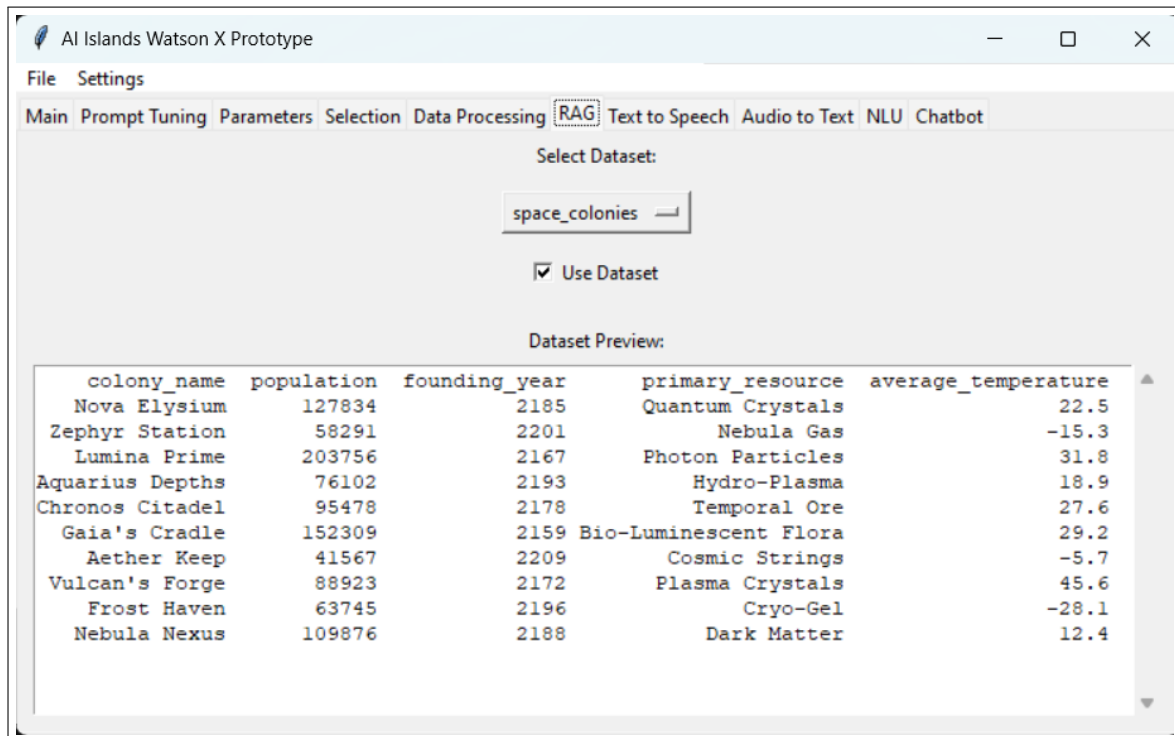 AI Islands Watson X Prototype
File Settings
Main Prompt Tuning Parameters Selection Data Processing RAG Text to Speech Audio to Text NLU Chatbot
Select Dataset:
space_colonies
Use Dataset
Dataset Preview:
colony_name population founding_year primary_resource average_temperature
Nova Elysium 127834 2185 Quantum Crystals 22.5
Zephyr Station 58291 2201 Nebula Gas -15.3
Lumina Prime 203756 2167 Photon Particles 31.8
Aquarius Depths 76102 2193 Hydro-Plasma 18.9
Chronos Citadel 95478 2178 Temporal Ore 27.6
Gaia's Cradle 152309 2159 Bio-Luminescent Flora 29.2
Aether Keep 41567 2209 Cosmic Strings -5.7
Vulcan's Forge 88923 2172 Plasma Crystals 45.6
Frost Haven 63745 2196 Cryo-Gel -28.1
Nebula Nexus 109876 2188 Dark Matter 12.4